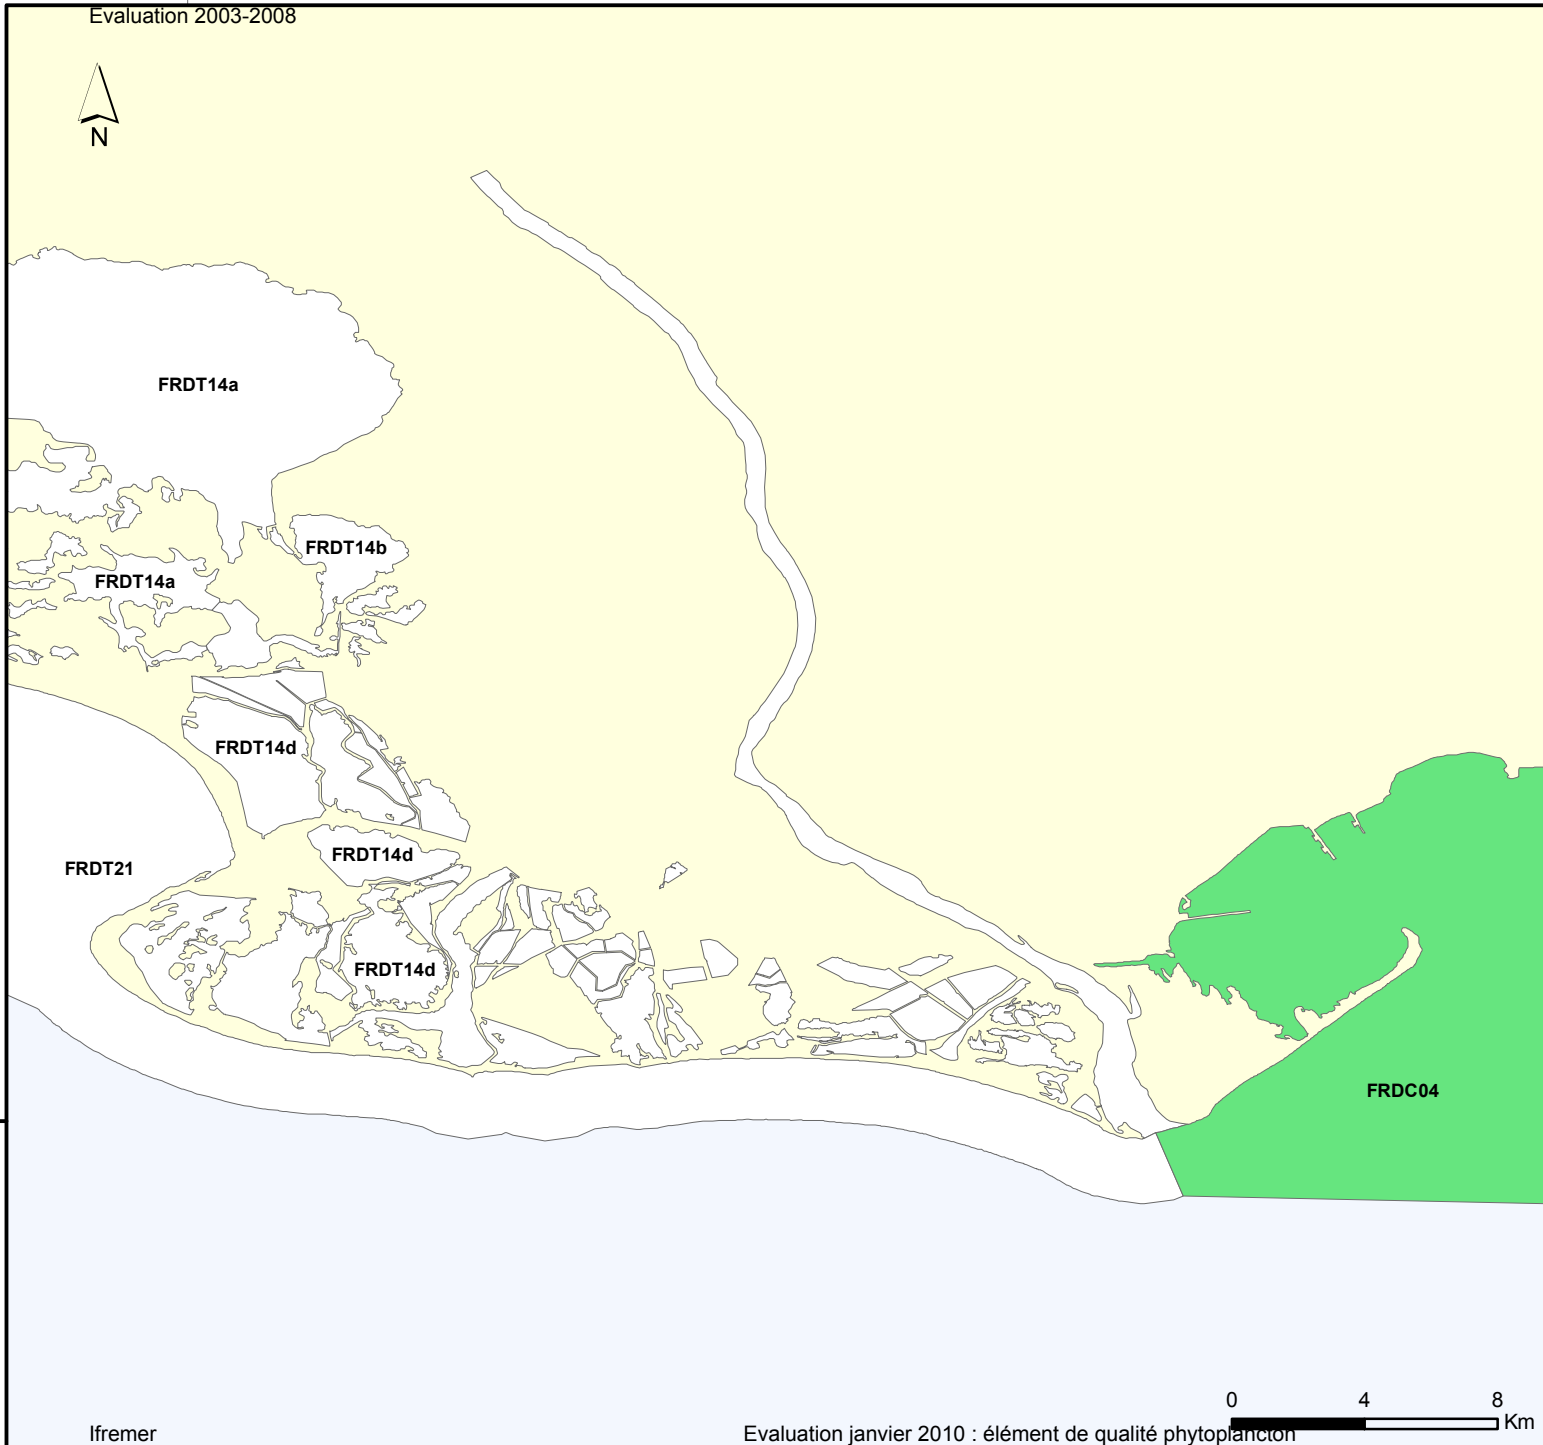 Evaluation 2003-2008
N
FRDT14a
FRDT14b
FRDT14a
FRDT14d
FRDT14d
FRDT21
FRDT14d
FRDC04
0 4 8
Km
Ifremer
Evaluation janvier 2010 : élément de qualité phytoplancton